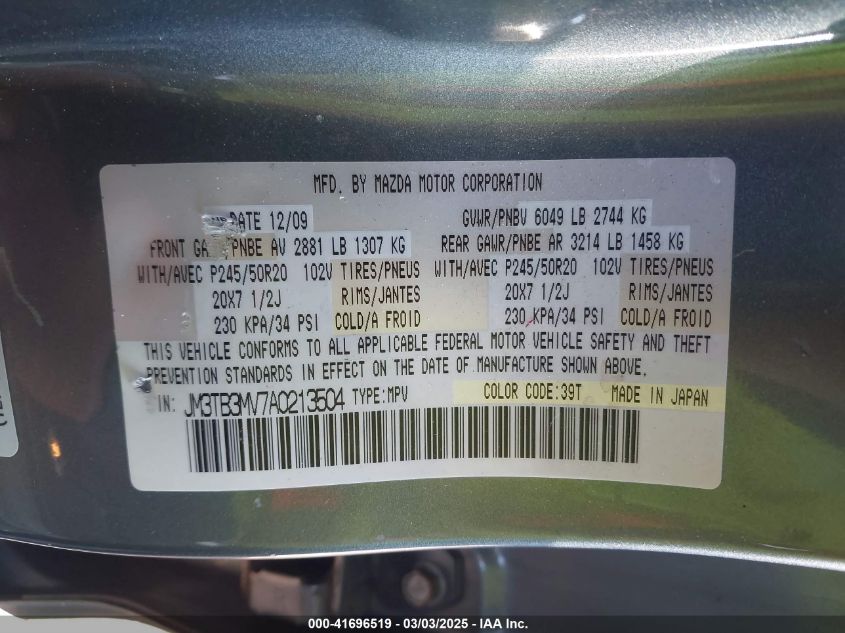 MFD. BY MAZDA MOTOR CORPORATION
DATE 12/09 GVWR/PNBV 6049 LB 2744 KG
FRONT GA PNBE AV 2881 LB 1307 KG REAR GAWR/PNBE AR 3214 LB 1458 KG
WITH/AVEC P245/50R20 102V TIRES/PNEUS WITH/AVEC P245/50R20 102V TIRES/PNEUS
20X7 1/2J RIMS/JANTES 20X7 1/2J RIMS/JANTES
230 KPA/34 PSI COLD/A FROID 230 KPA/34 PSI COLD/A FROID
THIS VEHICLE CONFORMS TO ALL APPLICABLE FEDERAL MOTOR VEHICLE SAFETY AND THEFT
PREVENTION STANDARDS IN EFFECT ON THE DATE OF MANUFACTURE SHOWN ABOVE.
IN: JM3TB3MV7A0213504 TYPE:MPV COLOR CODE:39T MADE IN JAPAN
000-41696519 - 03/03/2025 - IAA Inc.